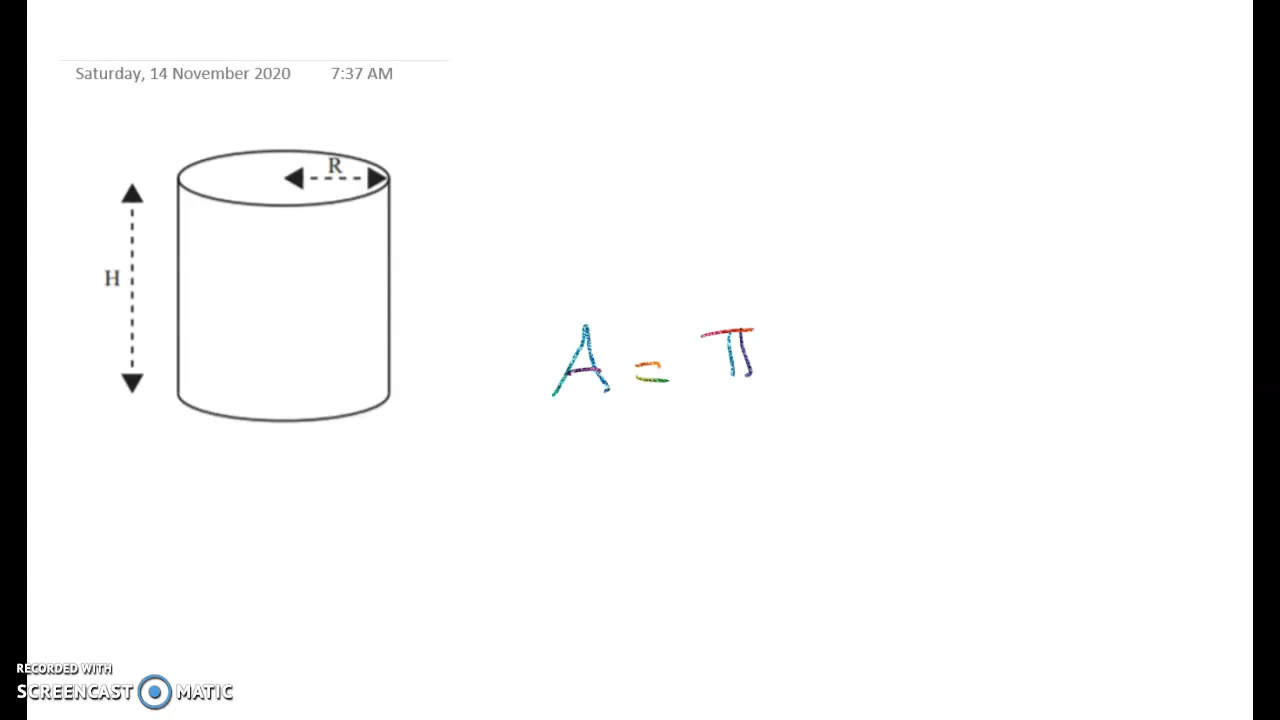 Saturday, 14 November 2020 7:37 AM
R
H
A = π
RECORDED WITH
SCREENCAST MATIC